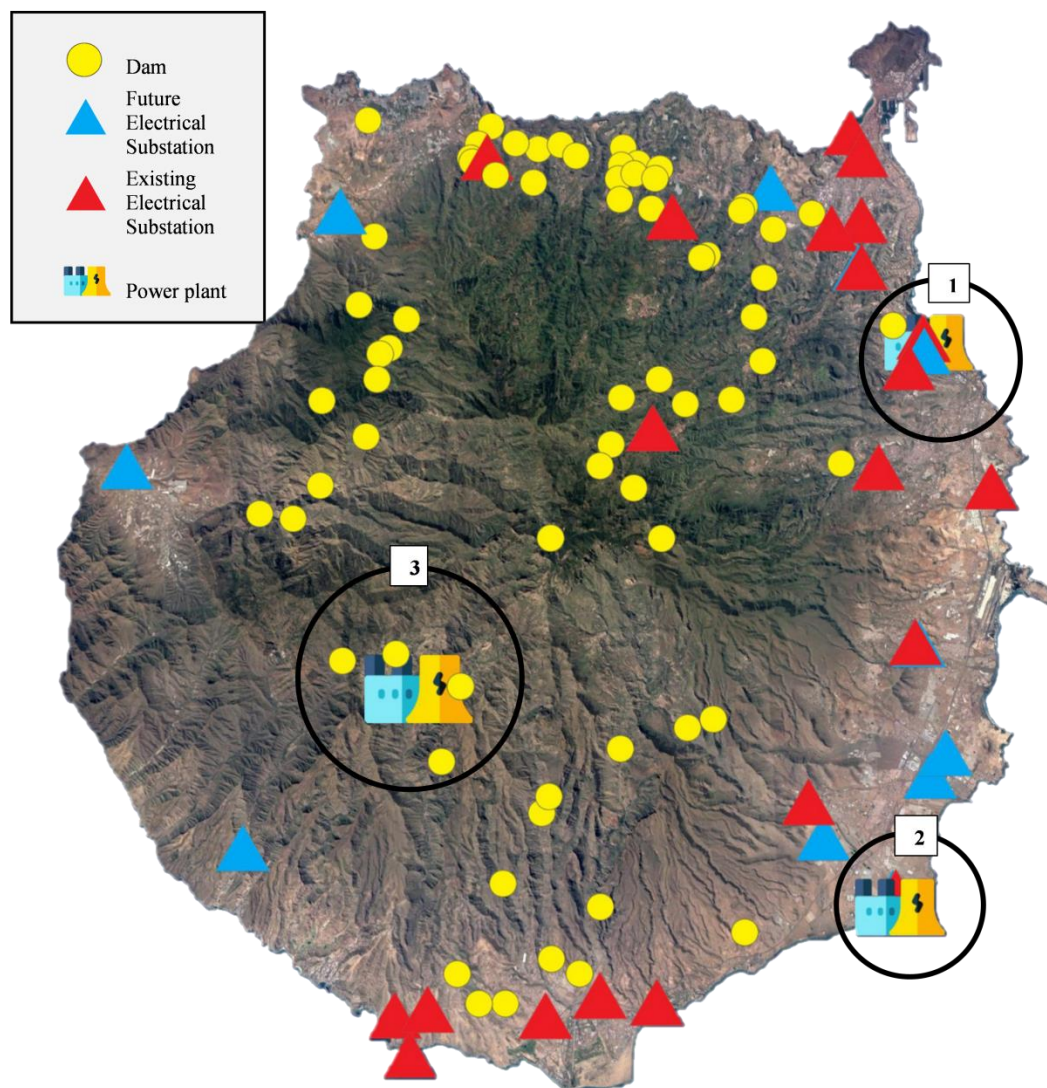 Dam
Future
Electrical
Substation
Existing
Electrical
Substation
Power plant
1
3
2